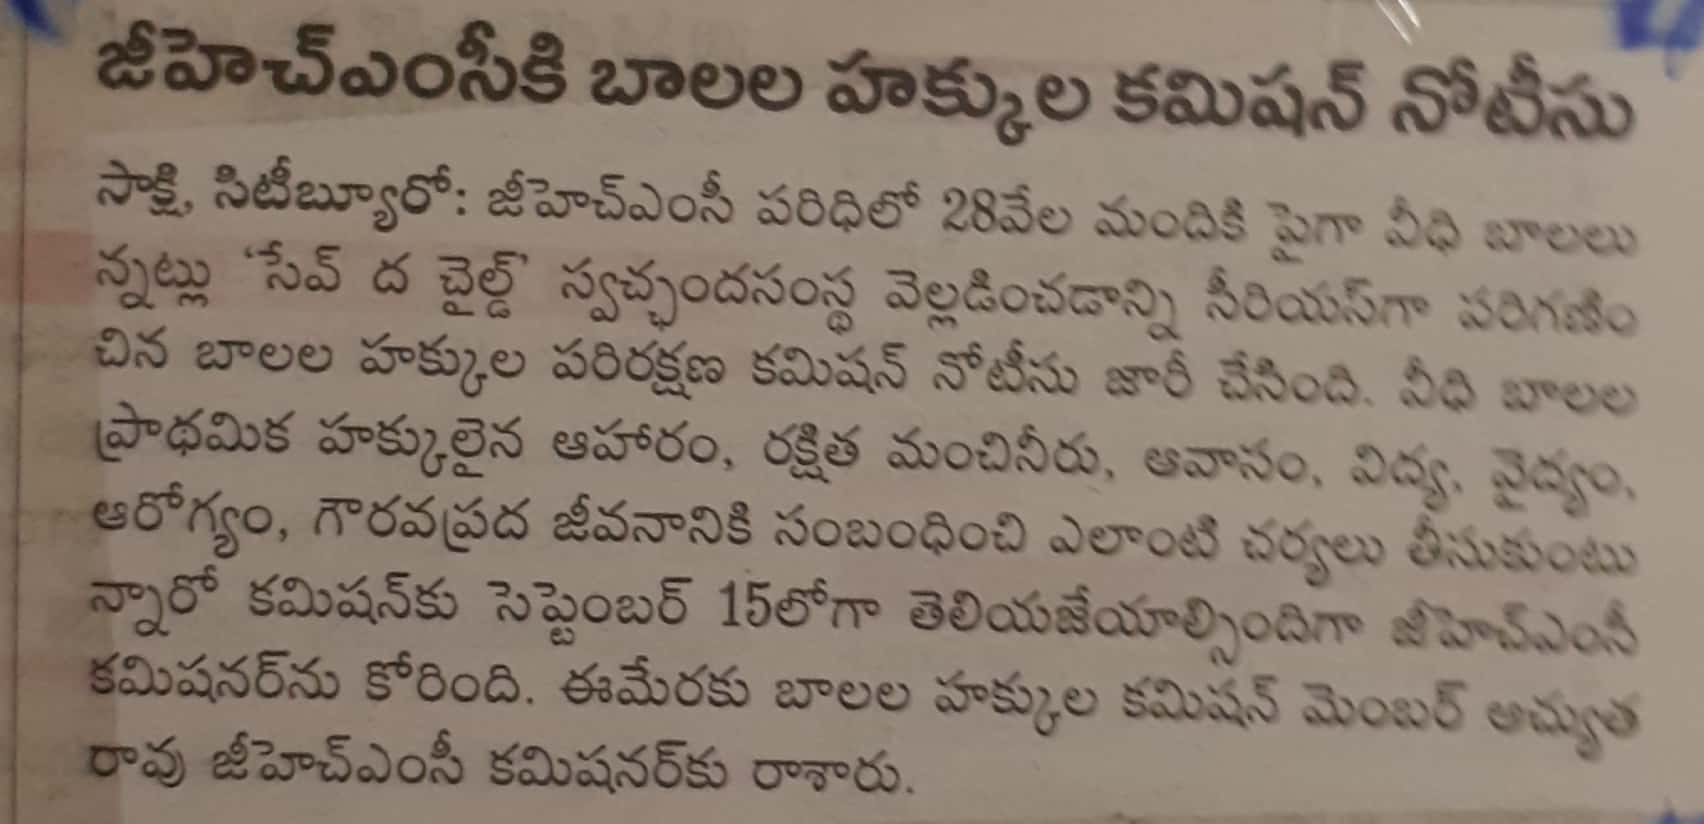 జీహెచ్ఎంసీకి బాలల హక్కుల కమిషన్ నోటీసు
సాక్షి, సిటీబ్యూరో: జీహెచ్ఎంసీ పరిధిలో 28వేల మందికి పైగా వీధి బాలలు
న్నట్లు ‘సేవ్ ద చైల్డ్’ స్వచ్ఛందసంస్థ వెల్లడించడాన్ని సీరియస్‌గా పరిగణిం
చిన బాలల హక్కుల పరిరక్షణ కమిషన్ నోటీసు జారీ చేసింది. వీధి బాలల
ప్రాథమిక హక్కులైన ఆహారం, రక్షిత మంచినీరు, ఆవాసం, విద్య, వైద్యం,
ఆరోగ్యం, గౌరవప్రద జీవనానికి సంబంధించి ఎలాంటి చర్యలు తీసుకుంటు
న్నారో కమిషన్‌కు సెప్టెంబర్ 15లోగా తెలియజేయాల్సిందిగా జీహెచ్ఎంసీ
కమిషనర్‌ను కోరింది. ఈమేరకు బాలల హక్కుల కమిషన్ మెంబర్ అచ్యుత
రావు జీహెచ్ఎంసీ కమిషనర్‌కు రాశారు.